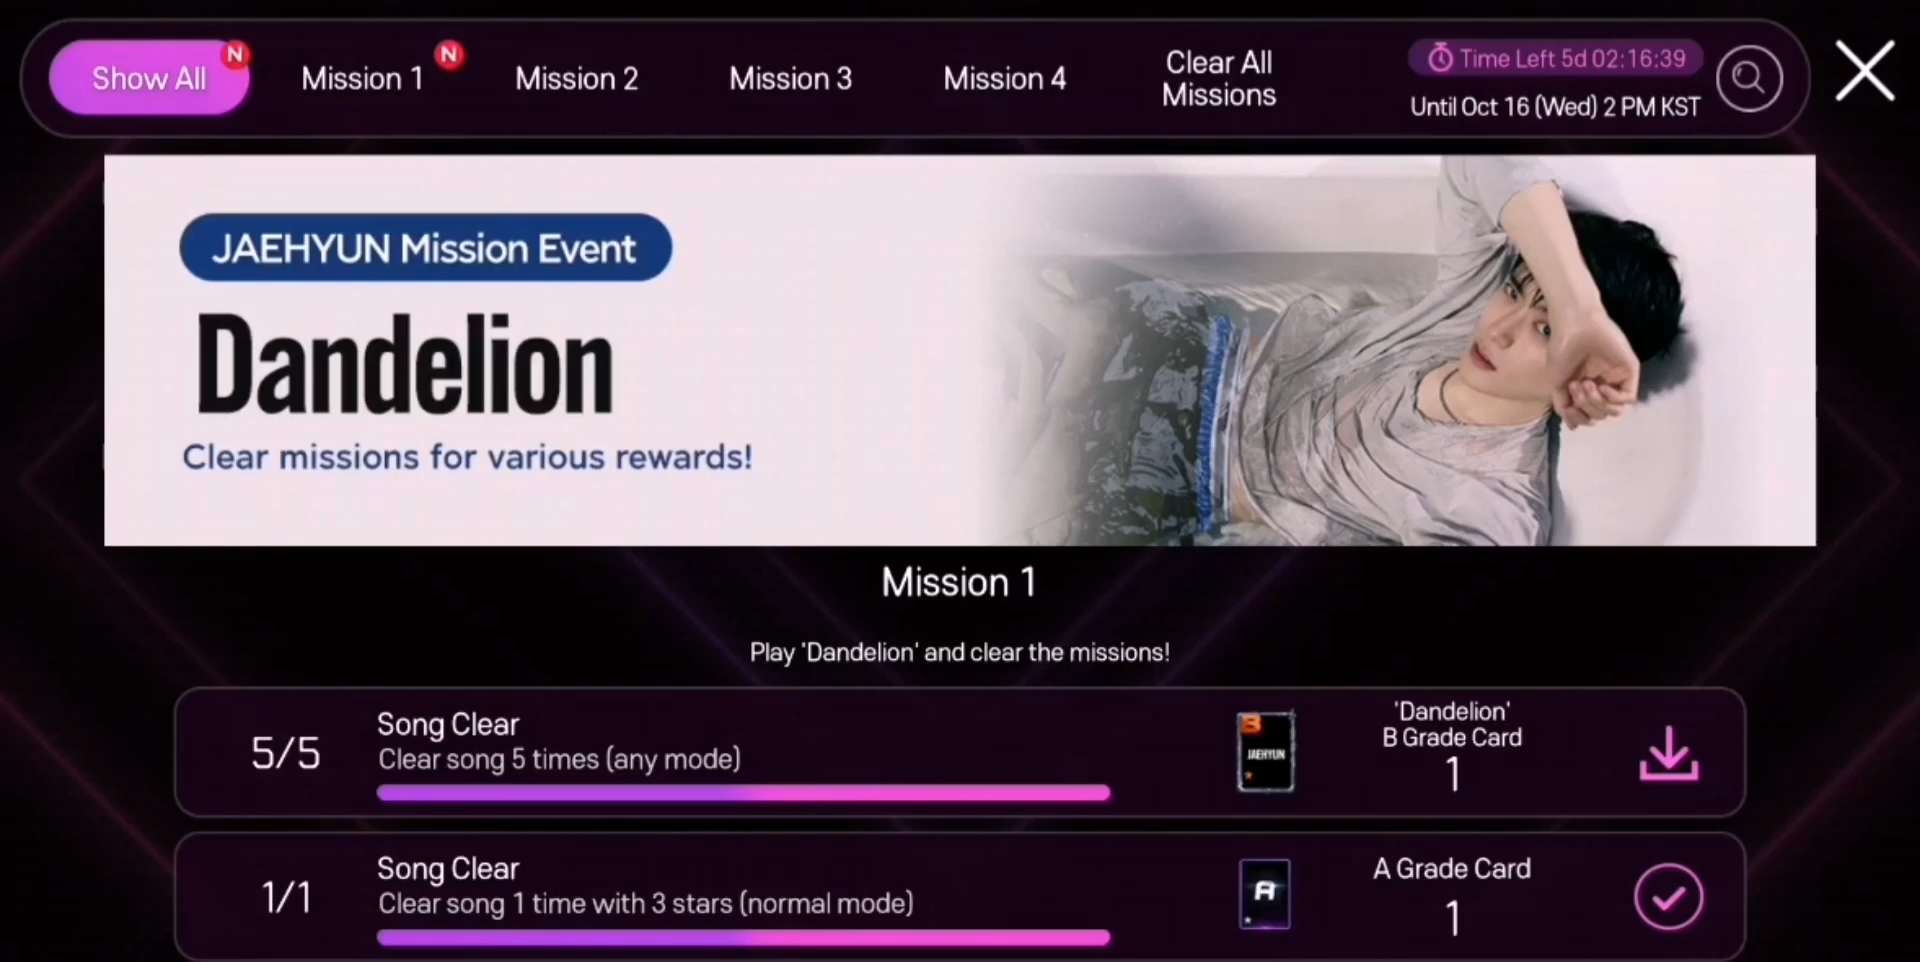 Show All
N
Mission 1
N
Mission 2
Mission 3
Mission 4
Clear All
Missions
Time Left 5d 02:16:39
Until Oct 16 (Wed) 2 PM KST
JAEHYUN Mission Event
Dandelion
Clear missions for various rewards!
Mission 1
Play 'Dandelion' and clear the missions!
5/5
Song Clear
Clear song 5 times (any mode)
B
JAEHYUN
'Dandelion'
B Grade Card
1
1/1
Song Clear
Clear song 1 time with 3 stars (normal mode)
A
A Grade Card
1